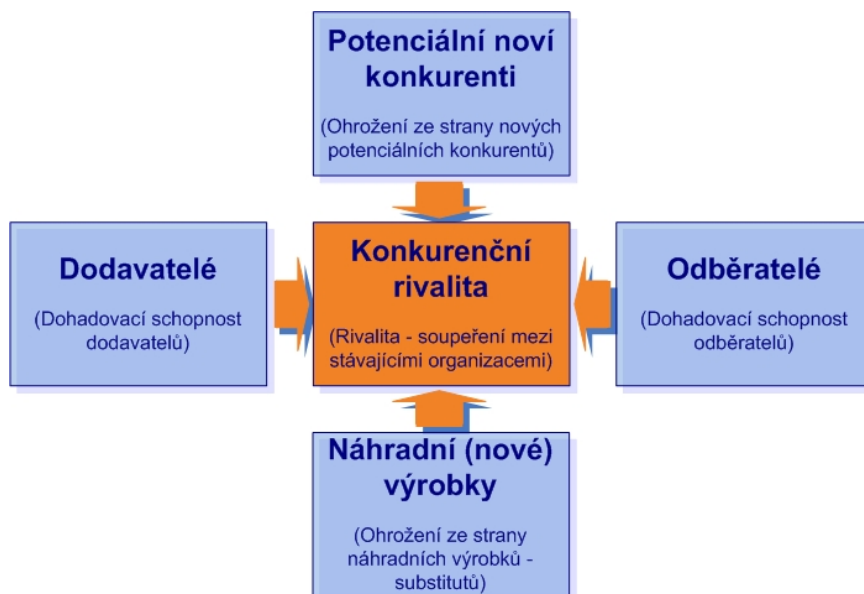 Potenciální noví
konkurenti
(Ohrožení ze strany nových
potenciálních konkurentů)
Dodavatelé
(Dohadovací schopnost
dodavatelů)
Konkurenční
rivalita
(Rivalita - soupeření mezi
stávajícími organizacemi)
Odběratelé
(Dohadovací schopnost
odběratelů)
Náhradní (nové)
výrobky
(Ohrožení ze strany
náhradních výrobků -
substitutů)